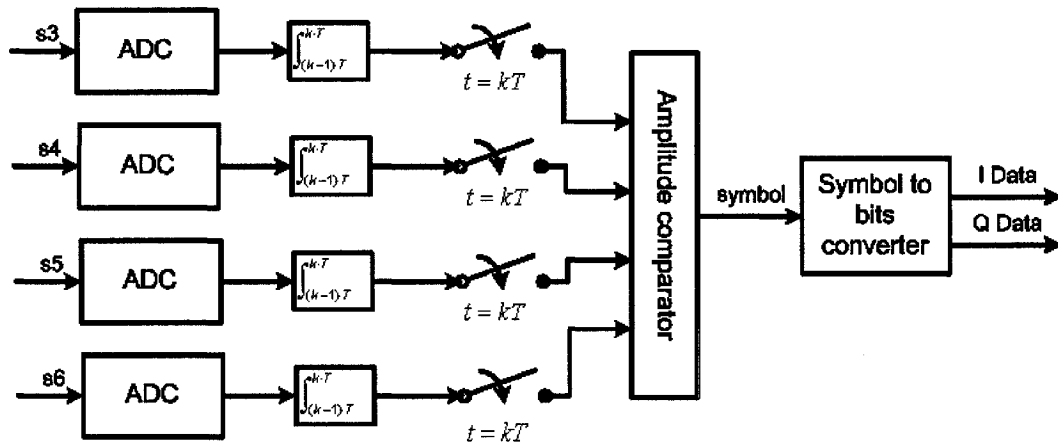 s3
ADC
∫_{(k-1)T}^{k·T}
t = kT
s4
ADC
∫_{(k-1)T}^{k·T}
t = kT
s5
ADC
∫_{(k-1)T}^{k·T}
t = kT
s6
ADC
∫_{(k-1)T}^{k·T}
t = kT
Amplitude comparator
symbol
Symbol to
bits
converter
I Data
Q Data